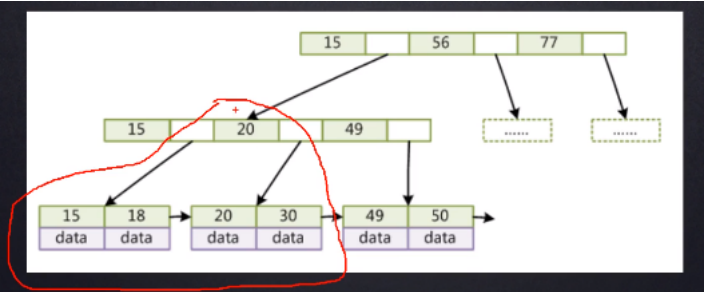 15 56 77
15 20 49
...... ......
15 18 20 30 49 50
data data data data data data